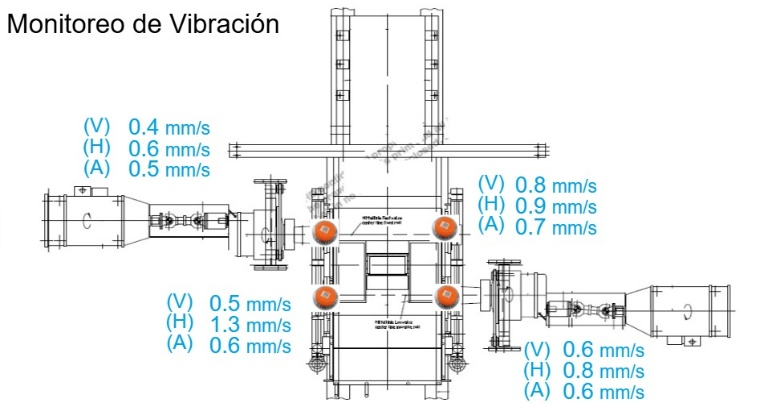 Monitoreo de Vibración
(V) 0.4 mm/s
(H) 0.6 mm/s
(A) 0.5 mm/s
(V) 0.8 mm/s
(H) 0.9 mm/s
(A) 0.7 mm/s
(V) 0.5 mm/s
(H) 1.3 mm/s
(A) 0.6 mm/s
(V) 0.6 mm/s
(H) 0.8 mm/s
(A) 0.6 mm/s